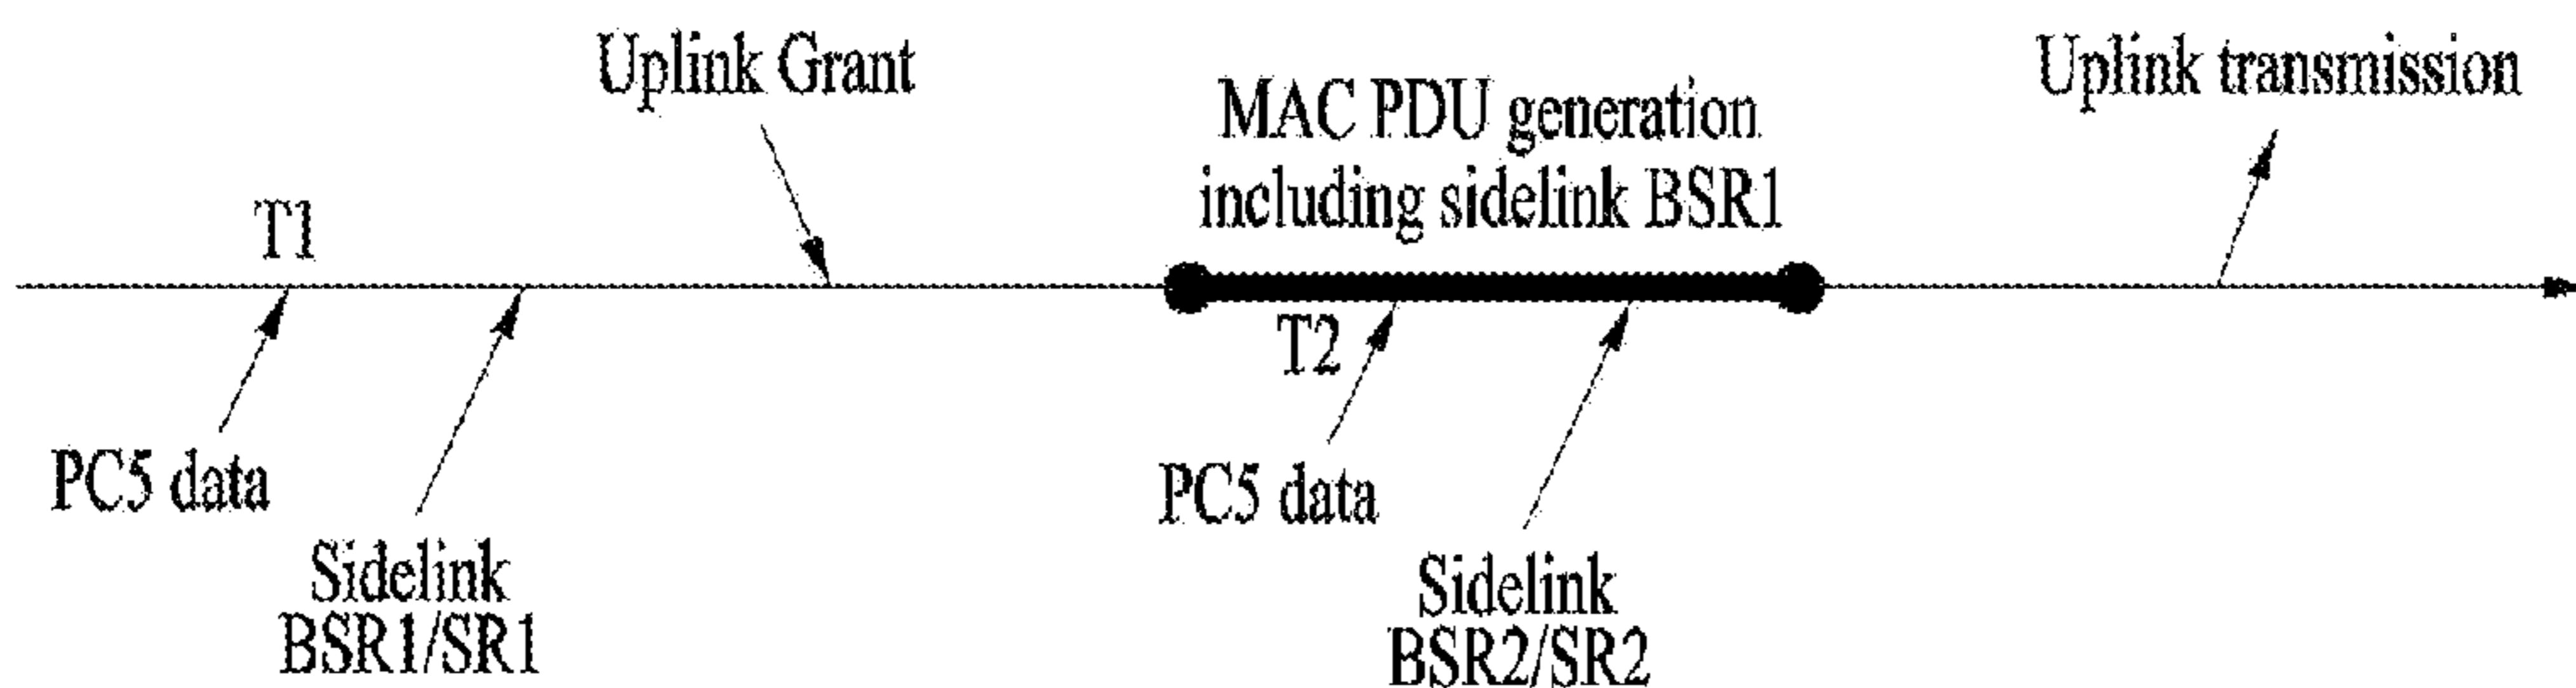 Uplink Grant
MAC PDU generation
including sidelink BSR1
Uplink transmission
T1
T2
PC5 data
Sidelink
BSR1/SR1
PC5 data
Sidelink
BSR2/SR2